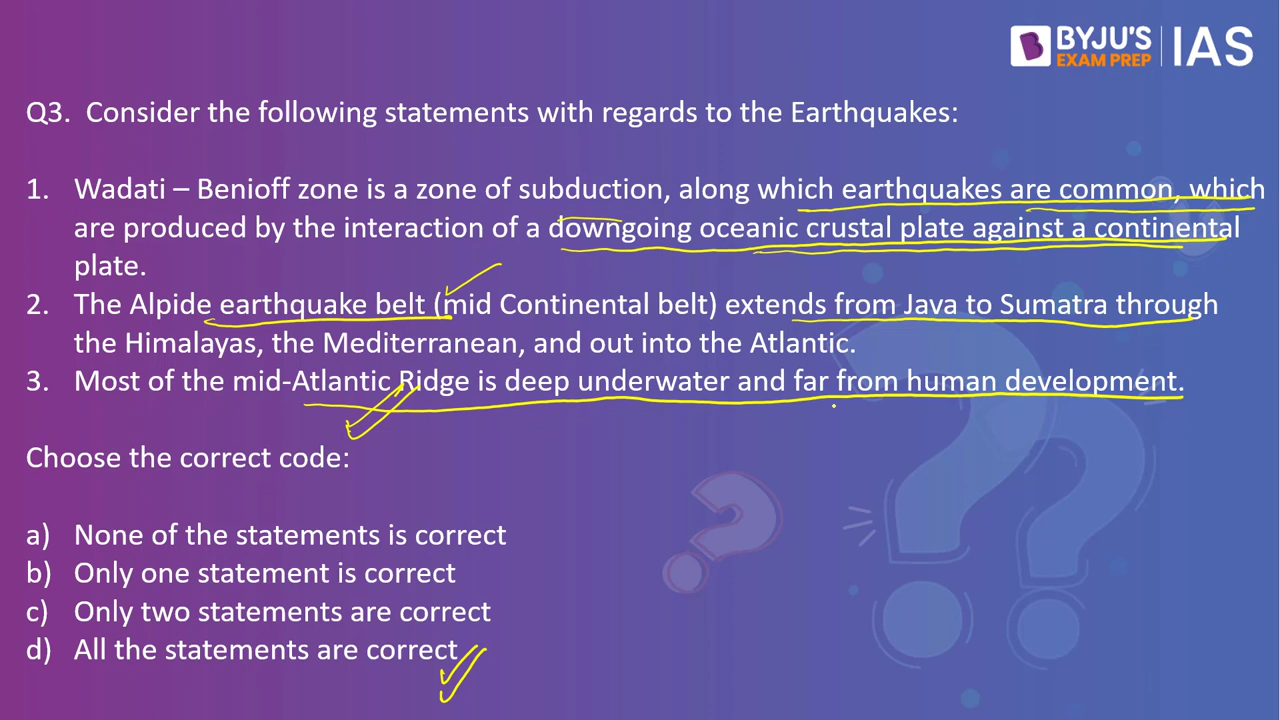 BYJU'S
EXAM PREP
IAS
Q3. Consider the following statements with regards to the Earthquakes:
1. Wadati – Benioff zone is a zone of subduction, along which earthquakes are common, which
are produced by the interaction of a downgoing oceanic crustal plate against a continental
plate.
2. The Alpide earthquake belt (mid Continental belt) extends from Java to Sumatra through
the Himalayas, the Mediterranean, and out into the Atlantic.
3. Most of the mid-Atlantic Ridge is deep underwater and far from human development.
Choose the correct code:
a) None of the statements is correct
b) Only one statement is correct
c) Only two statements are correct
d) All the statements are correct